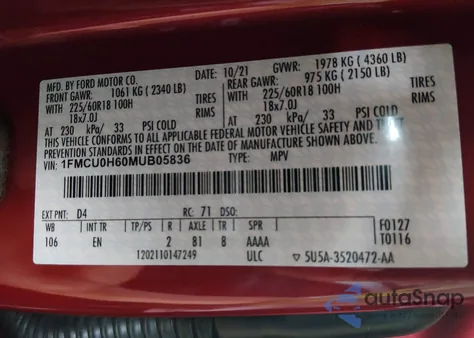 MFD. BY FORD MOTOR CO. 10/21 GVWR: 1978 KG (4360 LB)
FRONT GAWR: 1061 KG (2340 LB) REAR GAWR: 975 KG (2150 LB)
WITH 225/60R18 100H TIRES WITH 225/60R18 100H TIRES
18x7.0J RIMS 18x7.0J RIMS
AT 230 kPa/ 33 PSI COLD AT 230 kPa/ 33 PSI COLD
THIS VEHICLE CONFORMS TO ALL APPLICABLE FEDERAL MOTOR VEHICLE SAFETY AND THEFT
PREVENTION STANDARDS IN EFFECT ON THE DATE OF MANUFACTURE SHOWN ABOVE.
VIN: 1FMCU0H60MUB05836 TYPE: MPV
EXT PNT: D4 RC: 71 DSO: F0127
WB INT TR TP/PS R AXLE TR SPR T0116
106 EN 2 81 8 AAAA
1202110147249 ULC ▽ 5U5A-3520472-AA
autoSnap